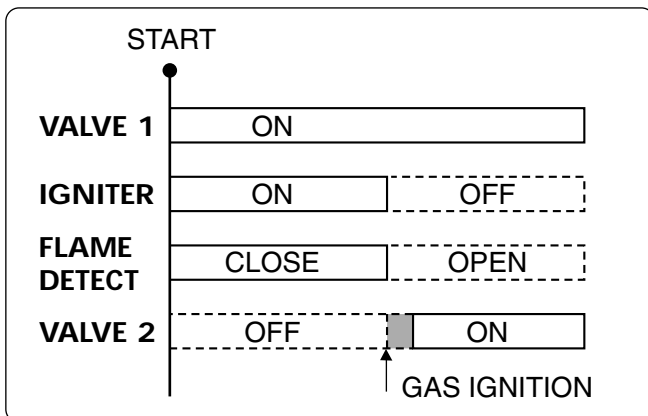 START
VALVE 1 ON
IGNITER ON OFF
FLAME
DETECT CLOSE OPEN
VALVE 2 OFF ON
GAS IGNITION